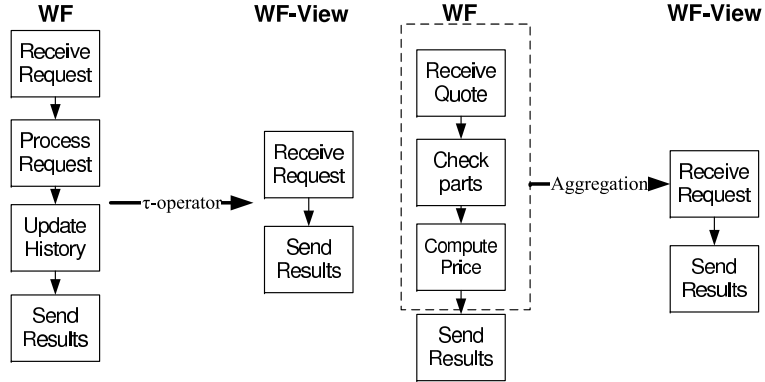 WF
Receive
Request
Process
Request
Update
History
Send
Results
τ-operator
WF-View
Receive
Request
Send
Results
WF
Receive
Quote
Check
parts
Compute
Price
Send
Results
Aggregation
WF-View
Receive
Request
Send
Results